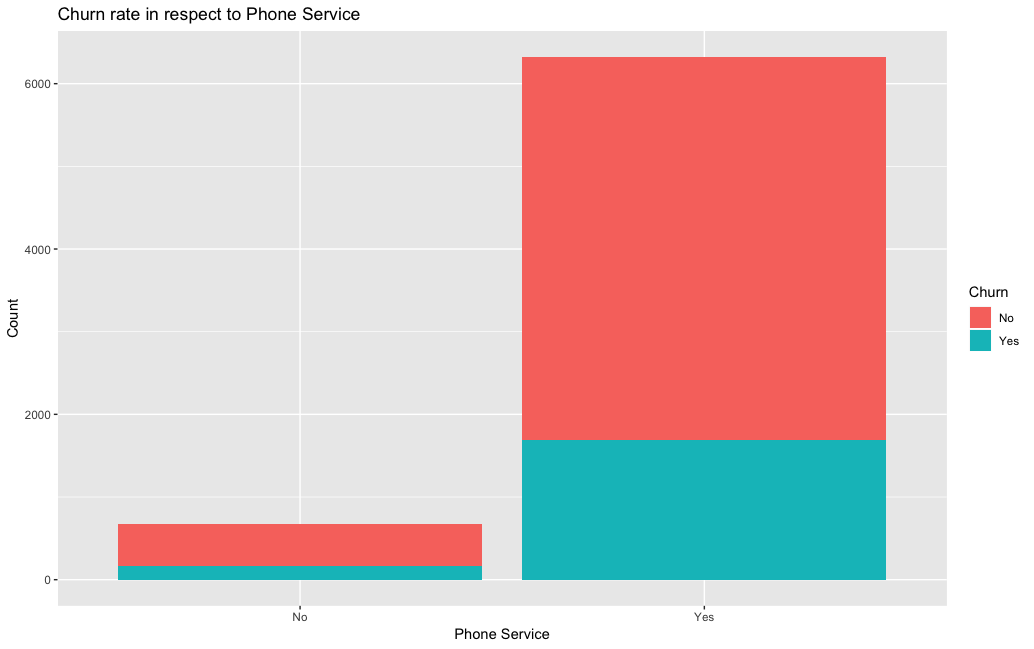 Churn rate in respect to Phone Service
6000
4000
2000
0
Count
No
Yes
Phone Service
Churn
No
Yes